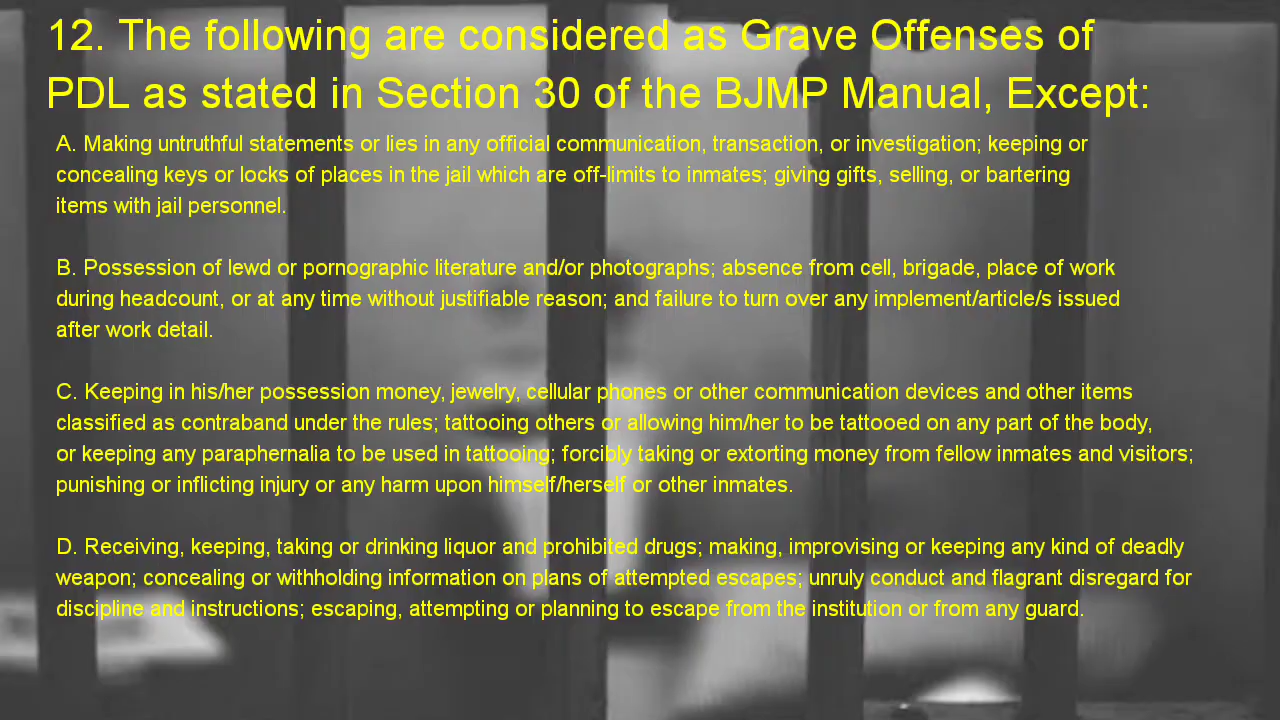 12. The following are considered as Grave Offenses of
PDL as stated in Section 30 of the BJMP Manual, Except:
A. Making untruthful statements or lies in any official communication, transaction, or investigation; keeping or
concealing keys or locks of places in the jail which are off-limits to inmates; giving gifts, selling, or bartering
items with jail personnel.
B. Possession of lewd or pornographic literature and/or photographs; absence from cell, brigade, place of work
during headcount, or at any time without justifiable reason; and failure to turn over any implement/article/s issued
after work detail.
C. Keeping in his/her possession money, jewelry, cellular phones or other communication devices and other items
classified as contraband under the rules; tattooing others or allowing him/her to be tattooed on any part of the body,
or keeping any paraphernalia to be used in tattooing; forcibly taking or extorting money from fellow inmates and visitors;
punishing or inflicting injury or any harm upon himself/herself or other inmates.
D. Receiving, keeping, taking or drinking liquor and prohibited drugs; making, improvising or keeping any kind of deadly
weapon; concealing or withholding information on plans of attempted escapes; unruly conduct and flagrant disregard for
discipline and instructions; escaping, attempting or planning to escape from the institution or from any guard.